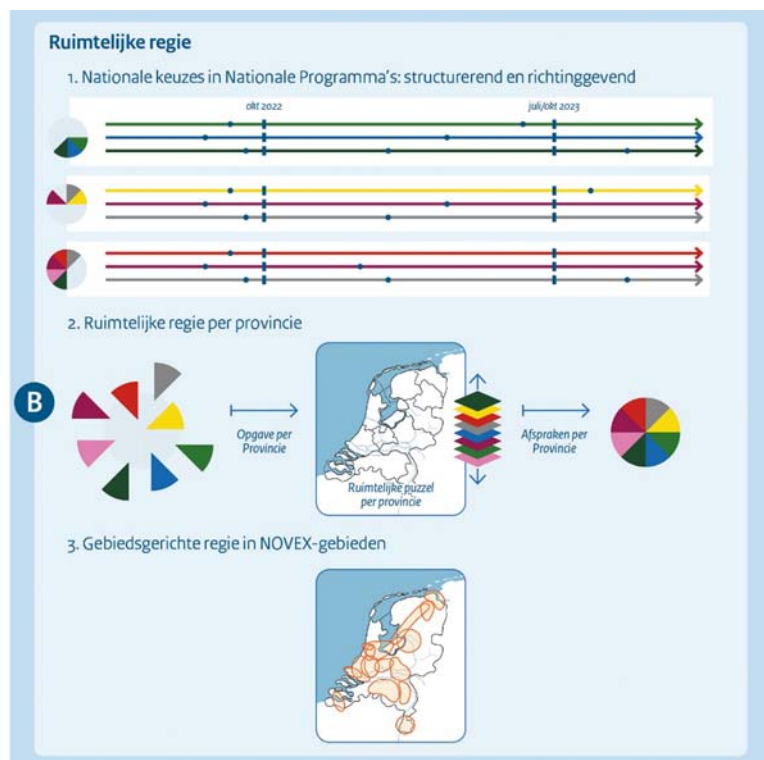 Ruimtelijke regie
1. Nationale keuzes in Nationale Programma's: structurerend en richtinggevend
okt 2022
juli/okt 2023
2. Ruimtelijke regie per provincie
B
Opgave per
Provincie
Ruimtelijke puzzel
per provincie
Afspraken per
Provincie
3. Gebiedsgerichte regie in NOVEX-gebieden